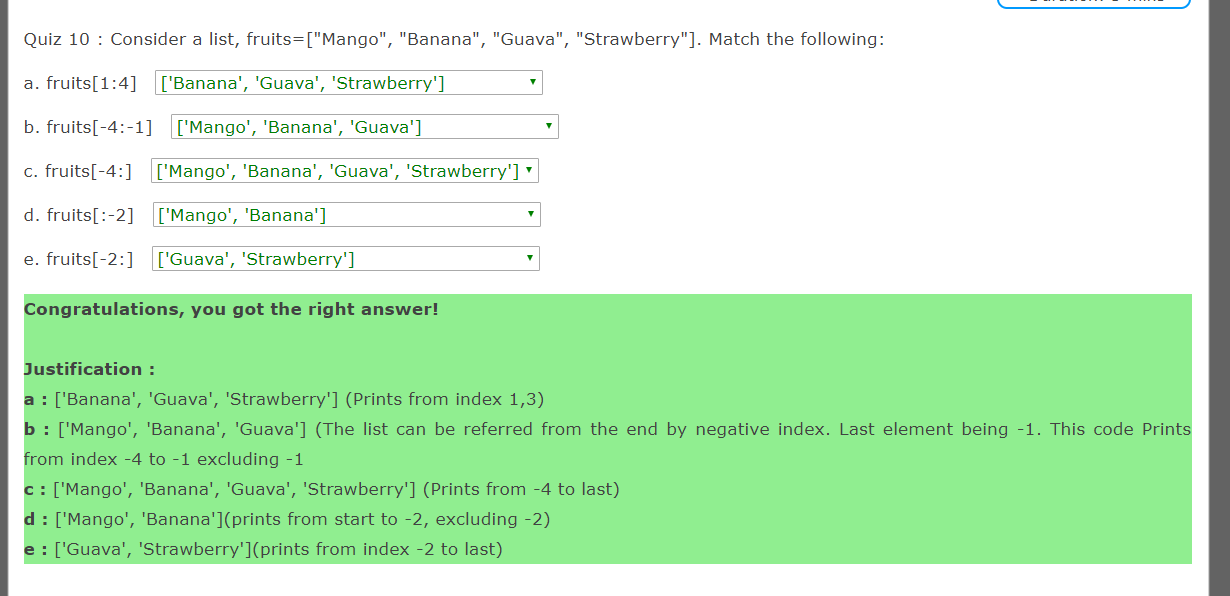 Quiz 10 : Consider a list, fruits=["Mango", "Banana", "Guava", "Strawberry"]. Match the following:
a. fruits[1:4] ['Banana', 'Guava', 'Strawberry']
b. fruits[-4:-1] ['Mango', 'Banana', 'Guava']
c. fruits[-4:] ['Mango', 'Banana', 'Guava', 'Strawberry']
d. fruits[:-2] ['Mango', 'Banana']
e. fruits[-2:] ['Guava', 'Strawberry']
Congratulations, you got the right answer!
Justification :
a : ['Banana', 'Guava', 'Strawberry'] (Prints from index 1,3)
b : ['Mango', 'Banana', 'Guava'] (The list can be referred from the end by negative index. Last element being -1. This code Prints
from index -4 to -1 excluding -1
c : ['Mango', 'Banana', 'Guava', 'Strawberry'] (Prints from -4 to last)
d : ['Mango', 'Banana'](prints from start to -2, excluding -2)
e : ['Guava', 'Strawberry'](prints from index -2 to last)